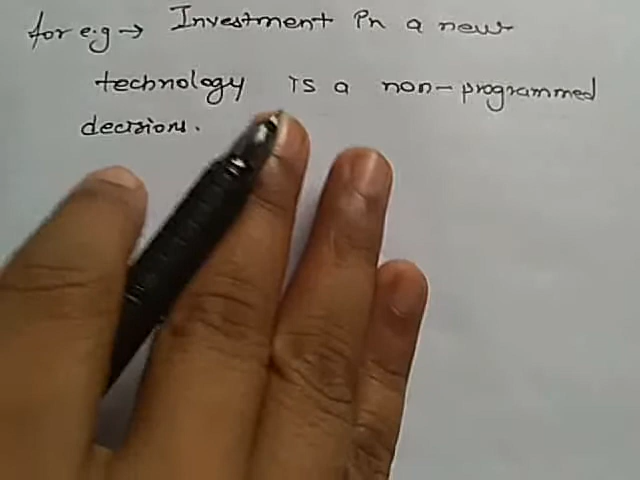 for e.g → Investment in a new
technology is a non-programmed
decisions.